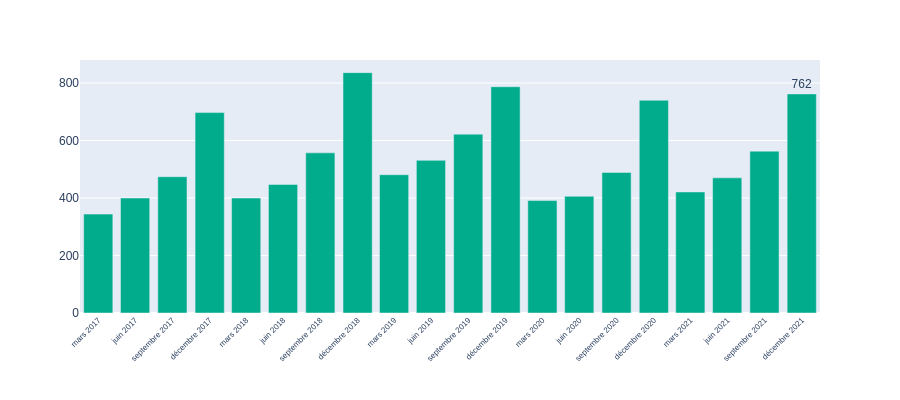 800
600
400
200
0
762
mars 2017
juin 2017
septembre 2017
décembre 2017
mars 2018
juin 2018
septembre 2018
décembre 2018
mars 2019
juin 2019
septembre 2019
décembre 2019
mars 2020
juin 2020
septembre 2020
décembre 2020
mars 2021
juin 2021
septembre 2021
décembre 2021